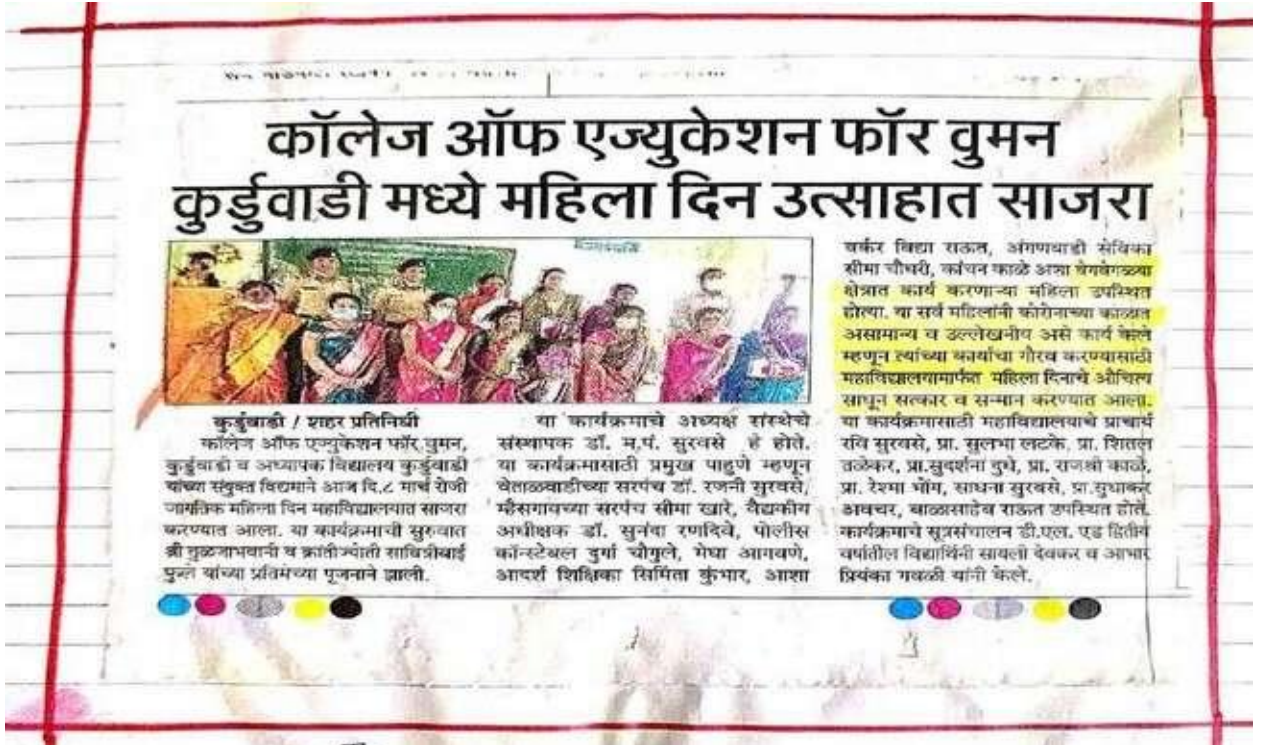 कॉलेज ऑफ एज्युकेशन फॉर वुमन
कुर्डुवाडी मध्ये महिला दिन उत्साहात साजरा
कुर्डुवाडी / शहर प्रतिनिधी
कॉलेज ऑफ एज्युकेशन फॉर वुमन,
कुर्डुवाडी व अध्यापक विद्यालय कुर्डुवाडी
यांच्या संयुक्त विद्यमाने आज दि.८ मार्च रोजी
जागतिक महिला दिन महाविद्यालयात साजरा
करण्यात आला. या कार्यक्रमाची सुरुवात
श्री तुळजाभवानी व क्रांतीज्योती सावित्रीबाई
फुले यांच्या प्रतिमेच्या पूजनाने झाली.
या कार्यक्रमाचे अध्यक्ष संस्थेचे
संस्थापक डॉ. म.पं. सुरवसे हे होते.
या कार्यक्रमासाठी प्रमुख पाहुणे म्हणून
वेताळवाडीच्या सरपंच डॉ. रजनी सुरवसे,
म्हैसगावच्या सरपंच सीमा खारे, वैद्यकीय
अधीक्षक डॉ. सुनंदा रणदिवे, पोलीस
कॉन्स्टेबल दुर्गा चौगुले, मेघा आगवणे,
आदर्श शिक्षिका सिर्मिता कुंभार, आशा
वर्कर विद्या राऊत, अंगणवाडी सेविका
सीमा चौधरी, कांचन काळे अशा वेगवेगळ्या
क्षेत्रात कार्य करणाऱ्या महिला उपस्थित
होत्या. या सर्व महिलांनी कोरोनाच्या काळात
असामान्य व उल्लेखनीय असे कार्य केले
म्हणून त्यांच्या कार्याचा गौरव करण्यासाठी
महाविद्यालयामार्फत महिला दिनाचे औचित्य
साधून सत्कार व सन्मान करण्यात आला.
या कार्यक्रमासाठी महाविद्यालयाचे प्राचार्य
रवि सुरवसे, प्रा. सुलभा लटके, प्रा. शितल
तळेकर, प्रा.सुदर्शना दुधे, प्रा. राजश्री काळे,
प्रा. रेश्मा भोंग, साधना सुरवसे, प्रा.सुधाकर
अवचर, बाळासाहेब राऊत उपस्थित होते.
कार्यक्रमाचे सूत्रसंचालन डी.एल. एड द्वितीय
वर्षातील विद्यार्थिनी सायली देवकर व आभार
प्रियंका गवळी यांनी केले.